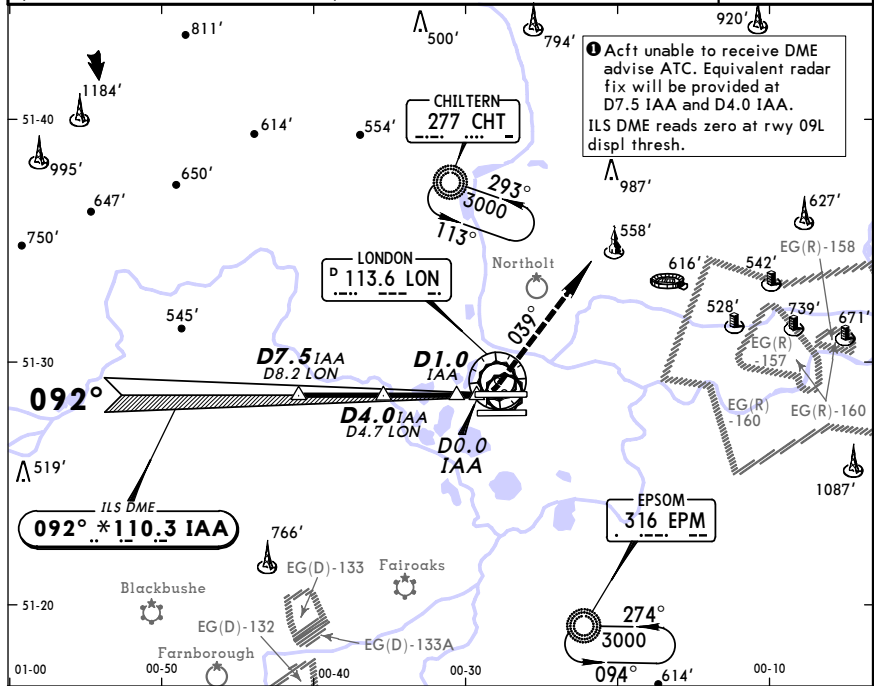 811'
500'
794'
920'
1184'
51-40
❶ Acft unable to receive DME
advise ATC. Equivalent radar
fix will be provided at
D7.5 IAA and D4.0 IAA.
ILS DME reads zero at rwy 09L
displ thresh.
CHILTERN
277 CHT
614'
554'
995'
650'
647'
750'
987'
627'
293°
3000
113°
558'
EG(R)-158
LONDON
D 113.6 LON
Northolt
616'
542'
528'
739'
671'
039°
545'
51-30
D7.5 IAA
D8.2 LON
D1.0
IAA
EG(R)
-157
092°
D4.0 IAA
D4.7 LON
D0.0
IAA
EG(R)
-160
EG(R)-160
519'
1087'
ILS DME
092° *110.3 IAA
EPSOM
316 EPM
766'
EG(D)-133
Fairoaks
Blackbushe
51-20
274°
3000
094°
EG(D)-132
EG(D)-133A
Farnborough
614'
01-00
00-50
00-40
00-30
00-10